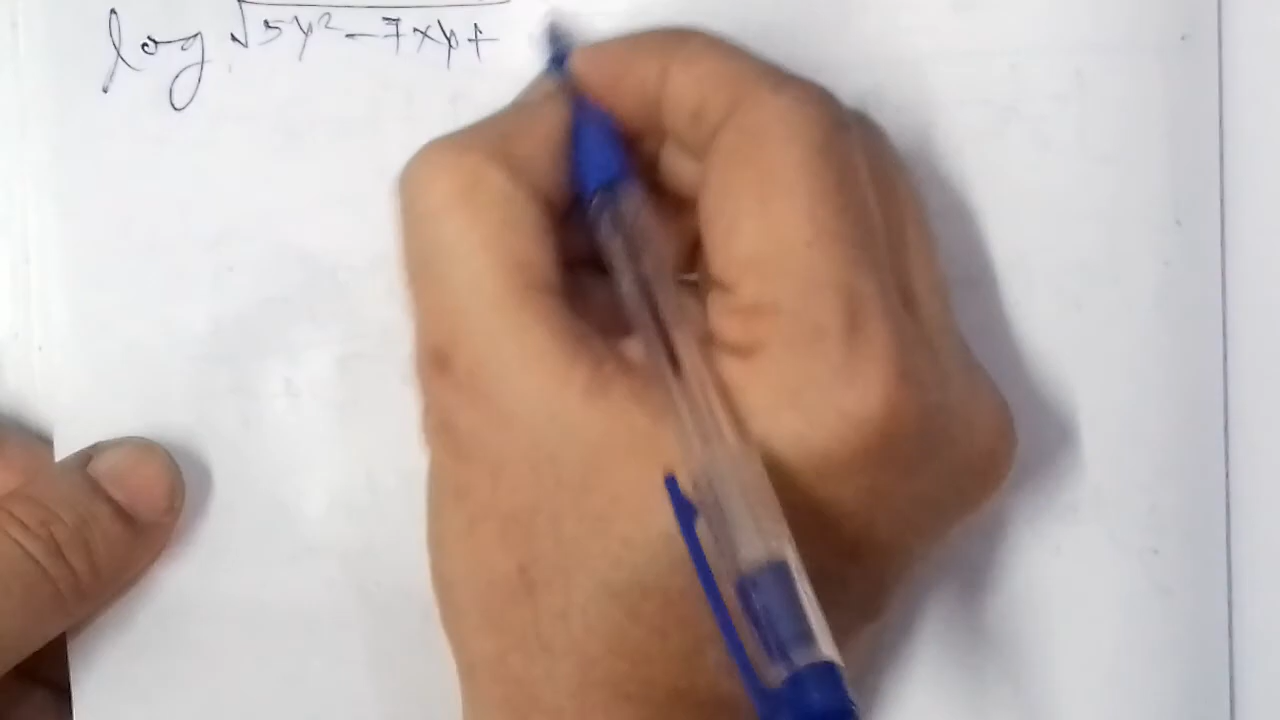 log √5y² - 7xy +